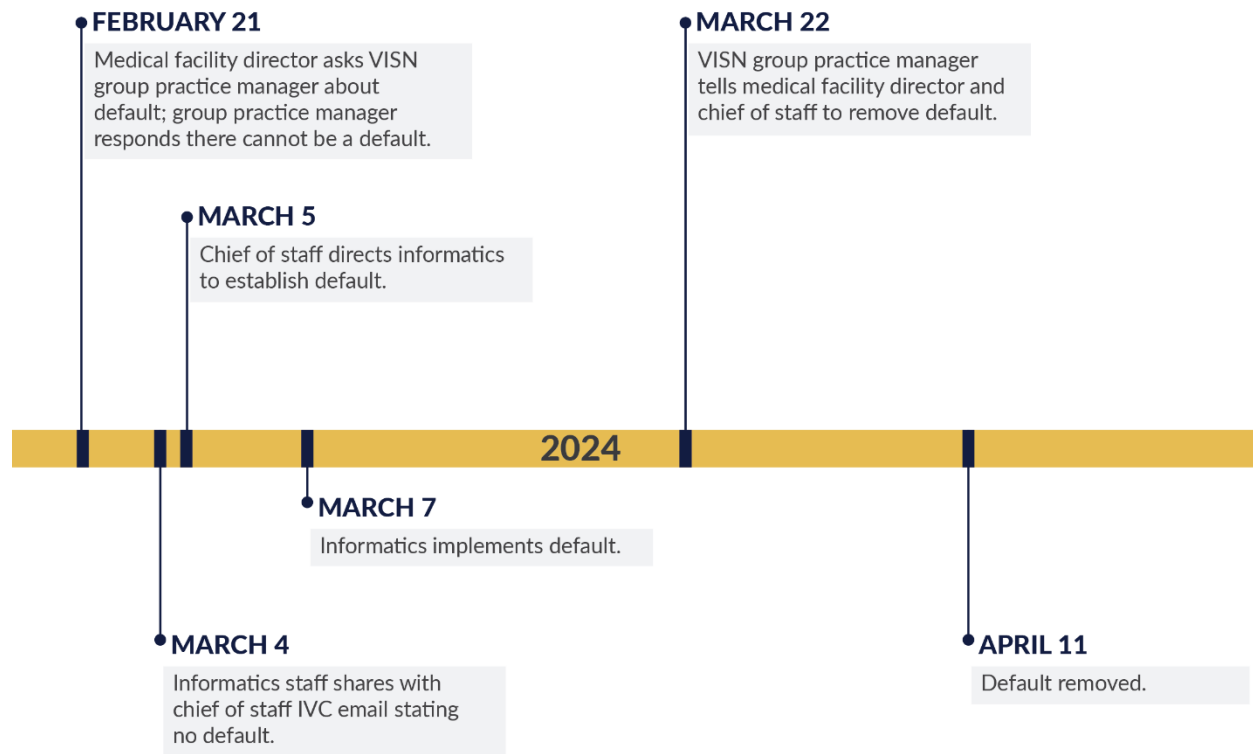 FEBRUARY 21
Medical facility director asks VISN
group practice manager about
default; group practice manager
responds there cannot be a default.
MARCH 22
VISN group practice manager
tells medical facility director and
chief of staff to remove default.
MARCH 5
Chief of staff directs informatics
to establish default.
2024
MARCH 7
Informatics implements default.
MARCH 4
Informatics staff shares with
chief of staff IVC email stating
no default.
APRIL 11
Default removed.